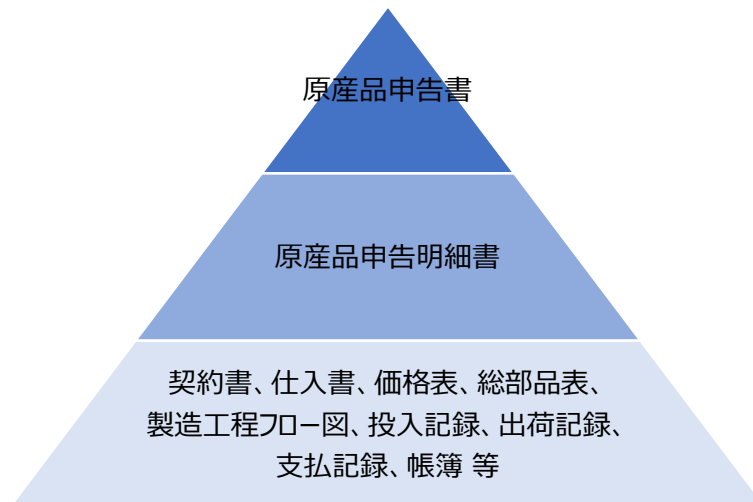 原産品申告書
原産品申告明細書
契約書、仕入書、価格表、総部品表、
製造工程フロー図、投入記録、出荷記録、
支払記録、帳簿 等